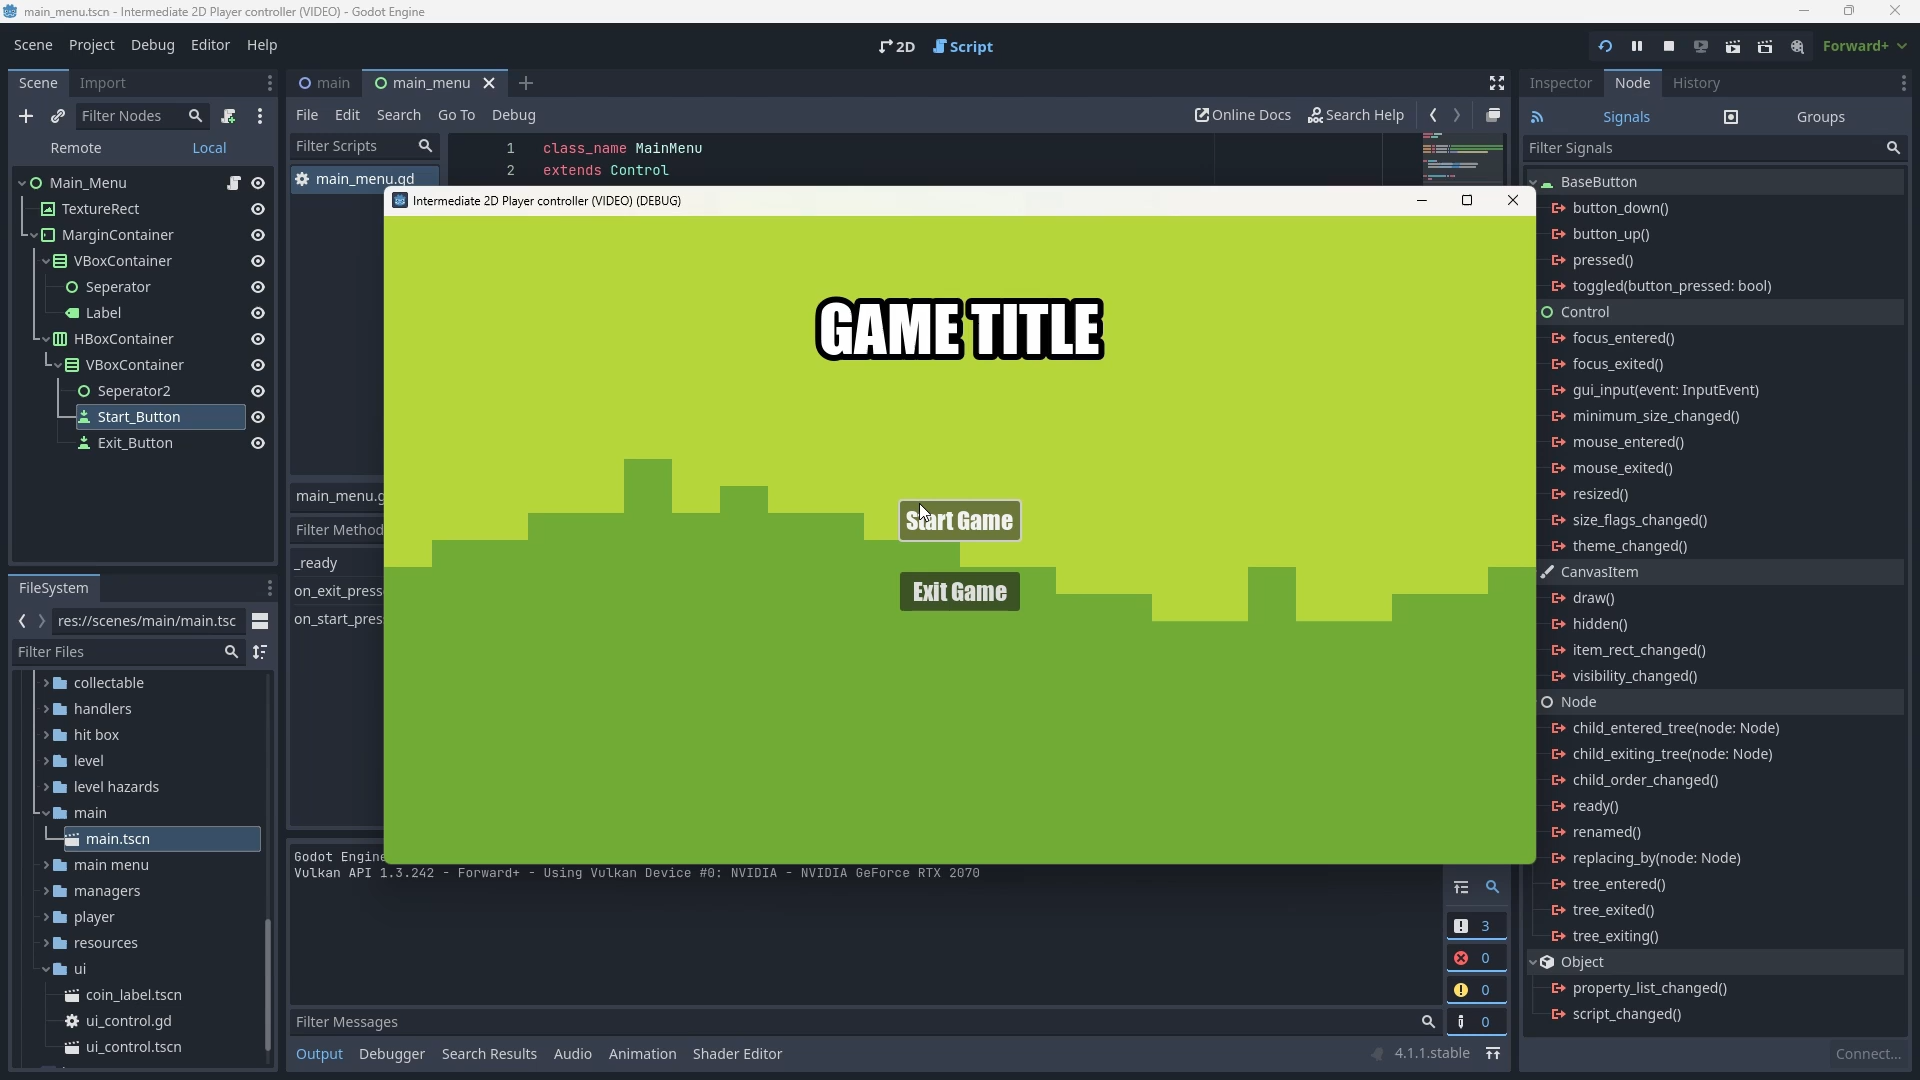 main_menu.tscn - Intermediate 2D Player controller (VIDEO) - Godot Engine
Scene Project Debug Editor Help
2D Script
Forward+
Scene Import
Filter Nodes
Remote Local
Main_Menu
TextureRect
MarginContainer
VBoxContainer
Seperator
Label
HBoxContainer
VBoxContainer
Seperator2
Start_Button
Exit_Button
FileSystem
res://scenes/main/main.tsc
Filter Files
collectable
handlers
hit box
level
level hazards
main
main.tscn
main menu
managers
player
resources
ui
coin_label.tscn
ui_control.gd
ui_control.tscn
main main_menu
File Edit Search Go To Debug
Online Docs Search Help
Filter Scripts
main_menu.gd
1 class_name MainMenu
2 extends Control
main_menu.g
Filter Method
_ready
on_exit_press
on_start_pres
Intermediate 2D Player controller (VIDEO) (DEBUG)
GAME TITLE
Start Game
Exit Game
Godot Engine
Vulkan API 1.3.242 - Forward+ - Using Vulkan Device #0: NVIDIA - NVIDIA GeForce RTX 2070
3
0
0
0
Filter Messages
Output Debugger Search Results Audio Animation Shader Editor
4.1.1.stable
Inspector Node History
Signals Groups
Filter Signals
BaseButton
button_down()
button_up()
pressed()
toggled(button_pressed: bool)
Control
focus_entered()
focus_exited()
gui_input(event: InputEvent)
minimum_size_changed()
mouse_entered()
mouse_exited()
resized()
size_flags_changed()
theme_changed()
CanvasItem
draw()
hidden()
item_rect_changed()
visibility_changed()
Node
child_entered_tree(node: Node)
child_exiting_tree(node: Node)
child_order_changed()
ready()
renamed()
replacing_by(node: Node)
tree_entered()
tree_exited()
tree_exiting()
Object
property_list_changed()
script_changed()
Connect...